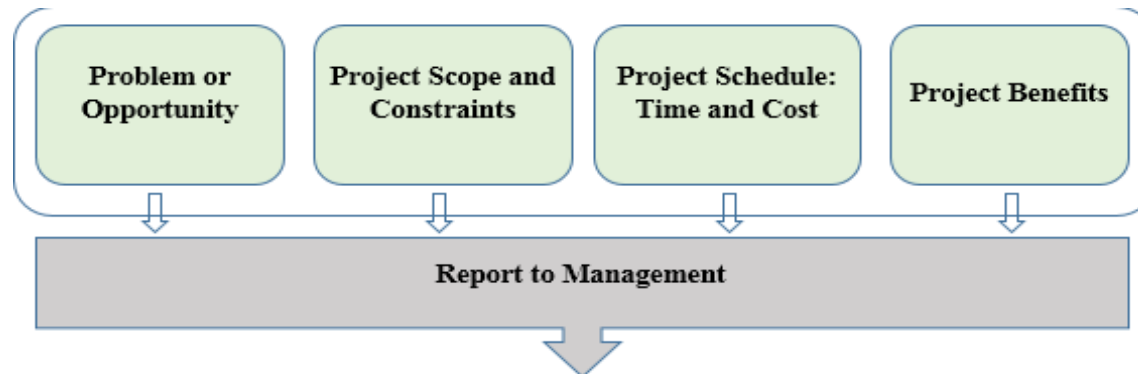 Problem or
Opportunity
Project Scope and
Constraints
Project Schedule:
Time and Cost
Project Benefits
Report to Management